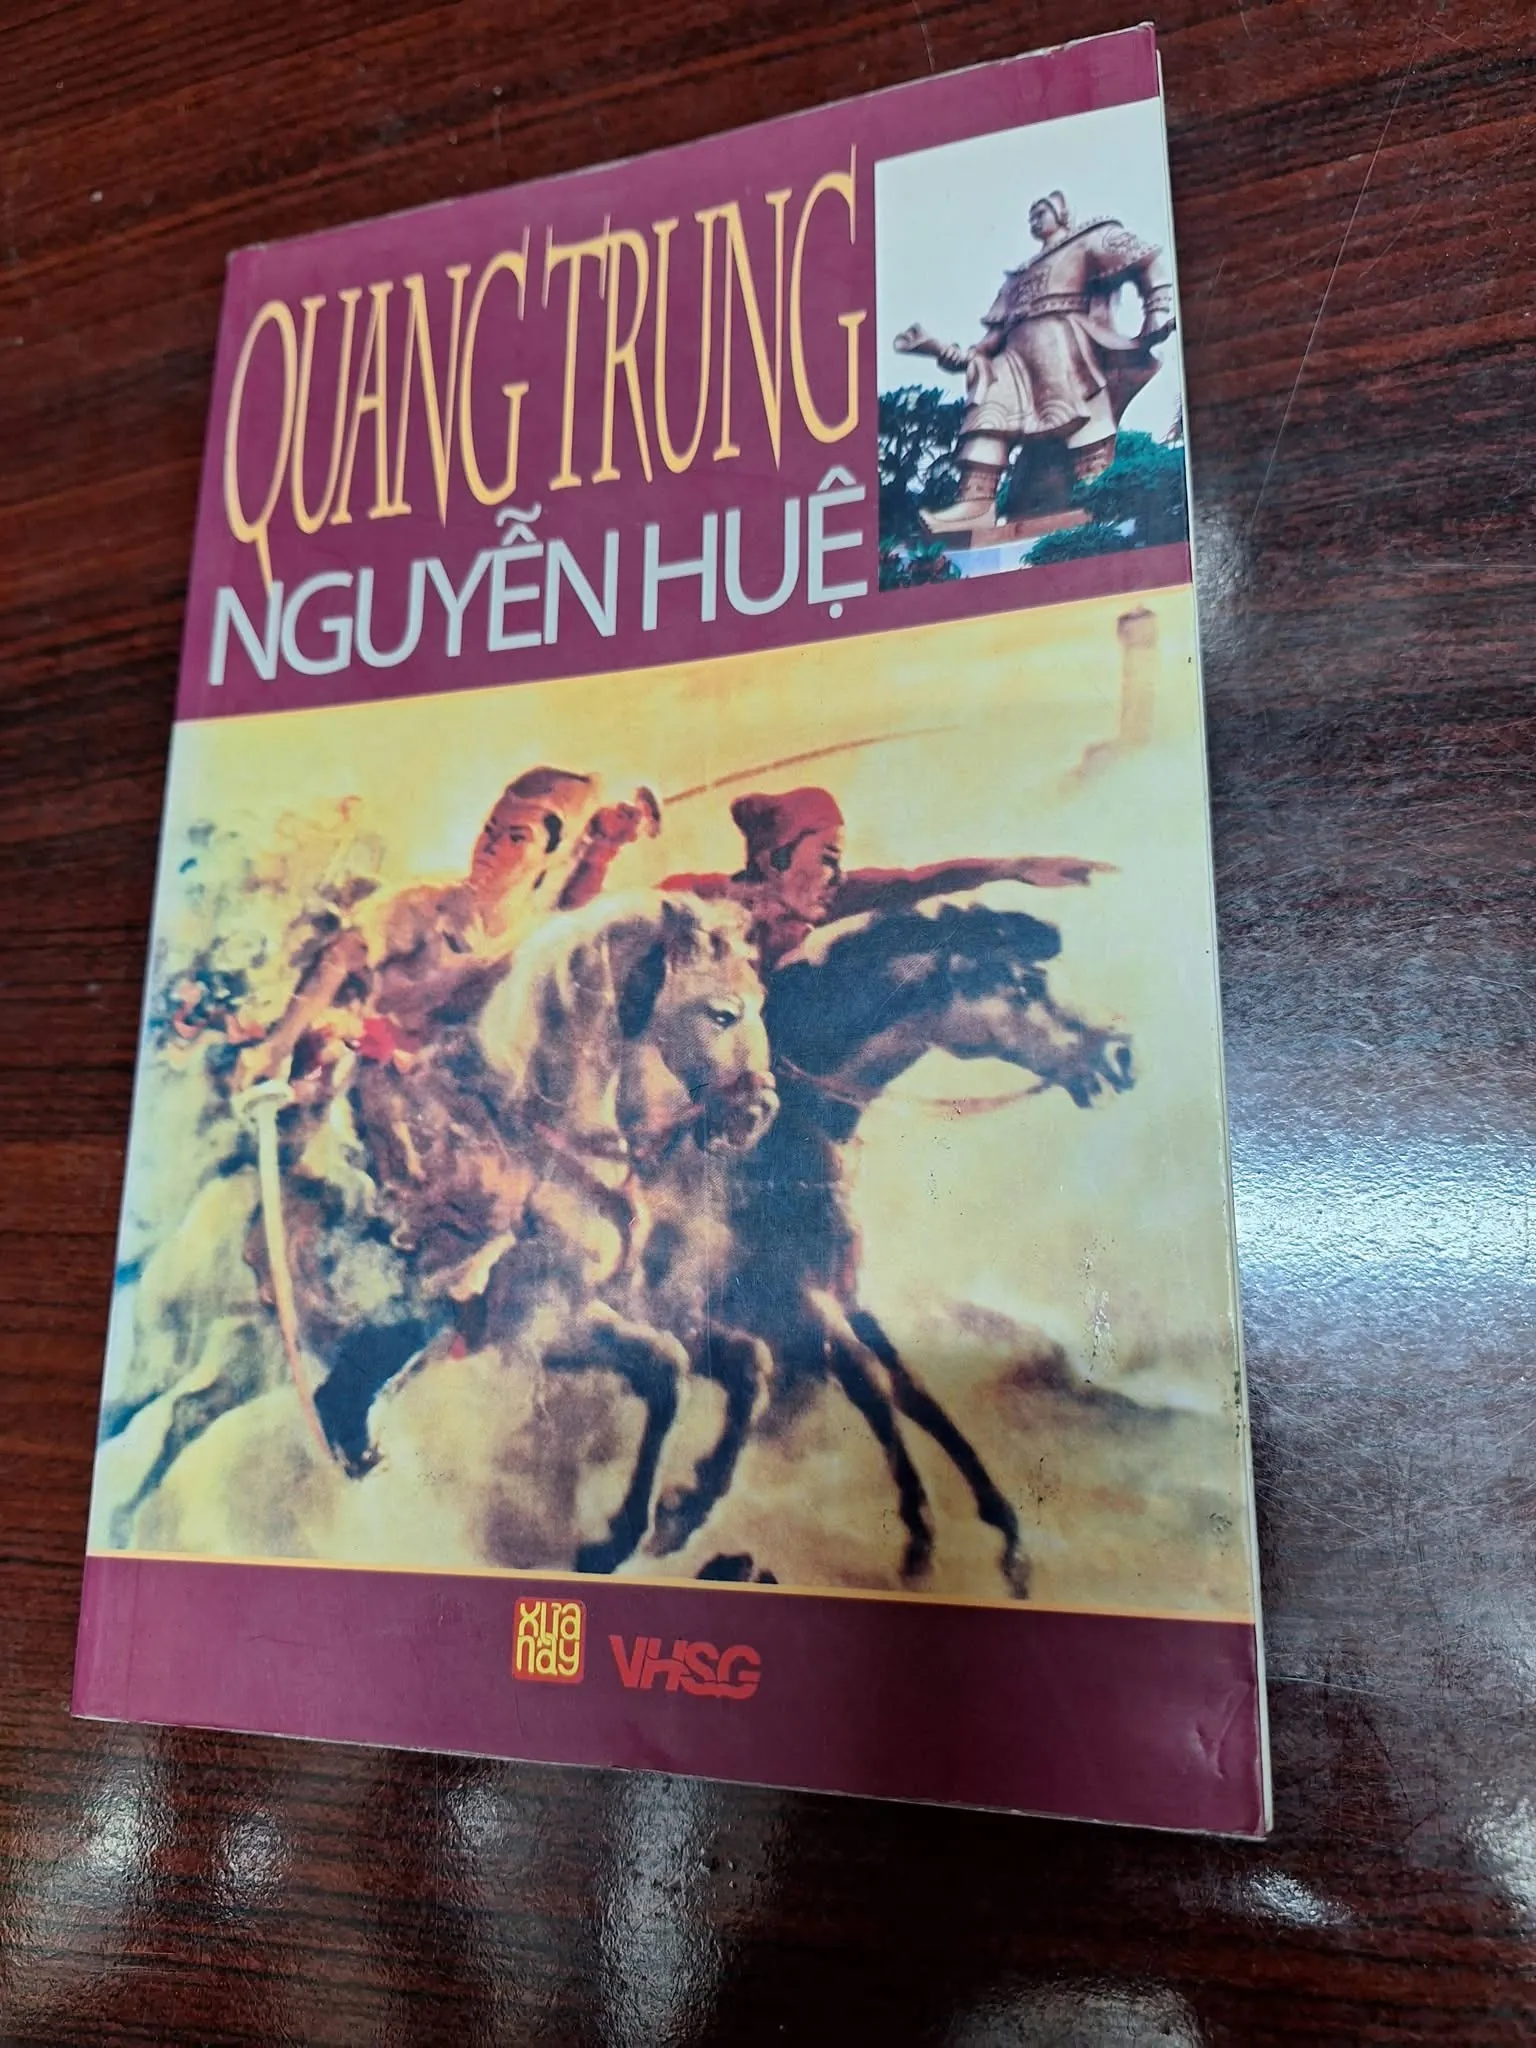 QUANG TRUNG
NGUYỄN HUỆ
XƯA
NAY
VHSG